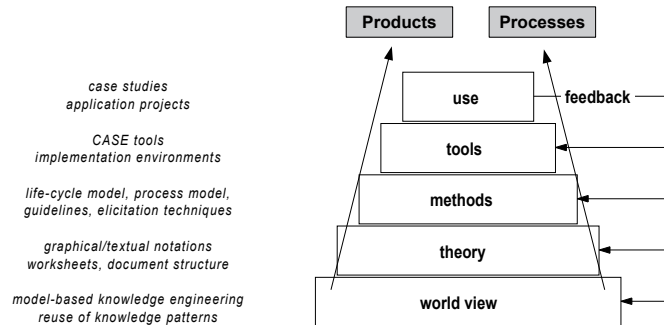 Products Processes
case studies
application projects
use
feedback
CASE tools
implementation environments
tools
life-cycle model, process model,
guidelines, elicitation techniques
methods
graphical/textual notations
worksheets, document structure
theory
model-based knowledge engineering
reuse of knowledge patterns
world view